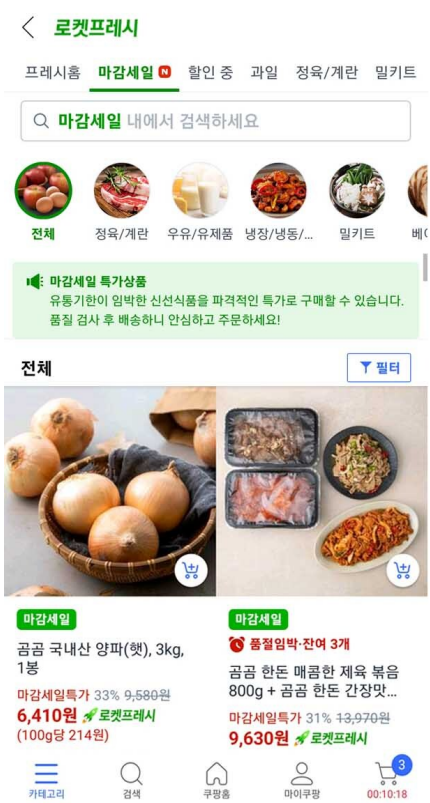 로켓프레시
프레시홈 마감세일 N 할인 중 과일 정육/계란 밀키트
마감세일 내에서 검색하세요
전체 정육/계란 우유/유제품 냉장/냉동/... 밀키트
마감세일 특가상품
유통기한이 임박한 신선식품을 파격적인 특가로 구매할 수 있습니다.
품질 검사 후 배송하니 안심하고 주문하세요!
전체
필터
마감세일
곰곰 국내산 양파(햇), 3kg,
1봉
마감세일특가 33% 9,580원
6,410원 로켓프레시
(100g당 214원)
마감세일
품절임박·잔여 3개
곰곰 한돈 매콤한 제육 볶음
800g + 곰곰 한돈 간장맛...
마감세일특가 31% 13,970원
9,630원 로켓프레시
3
카테고리 검색 쿠팡홈 마이쿠팡 00:10:18